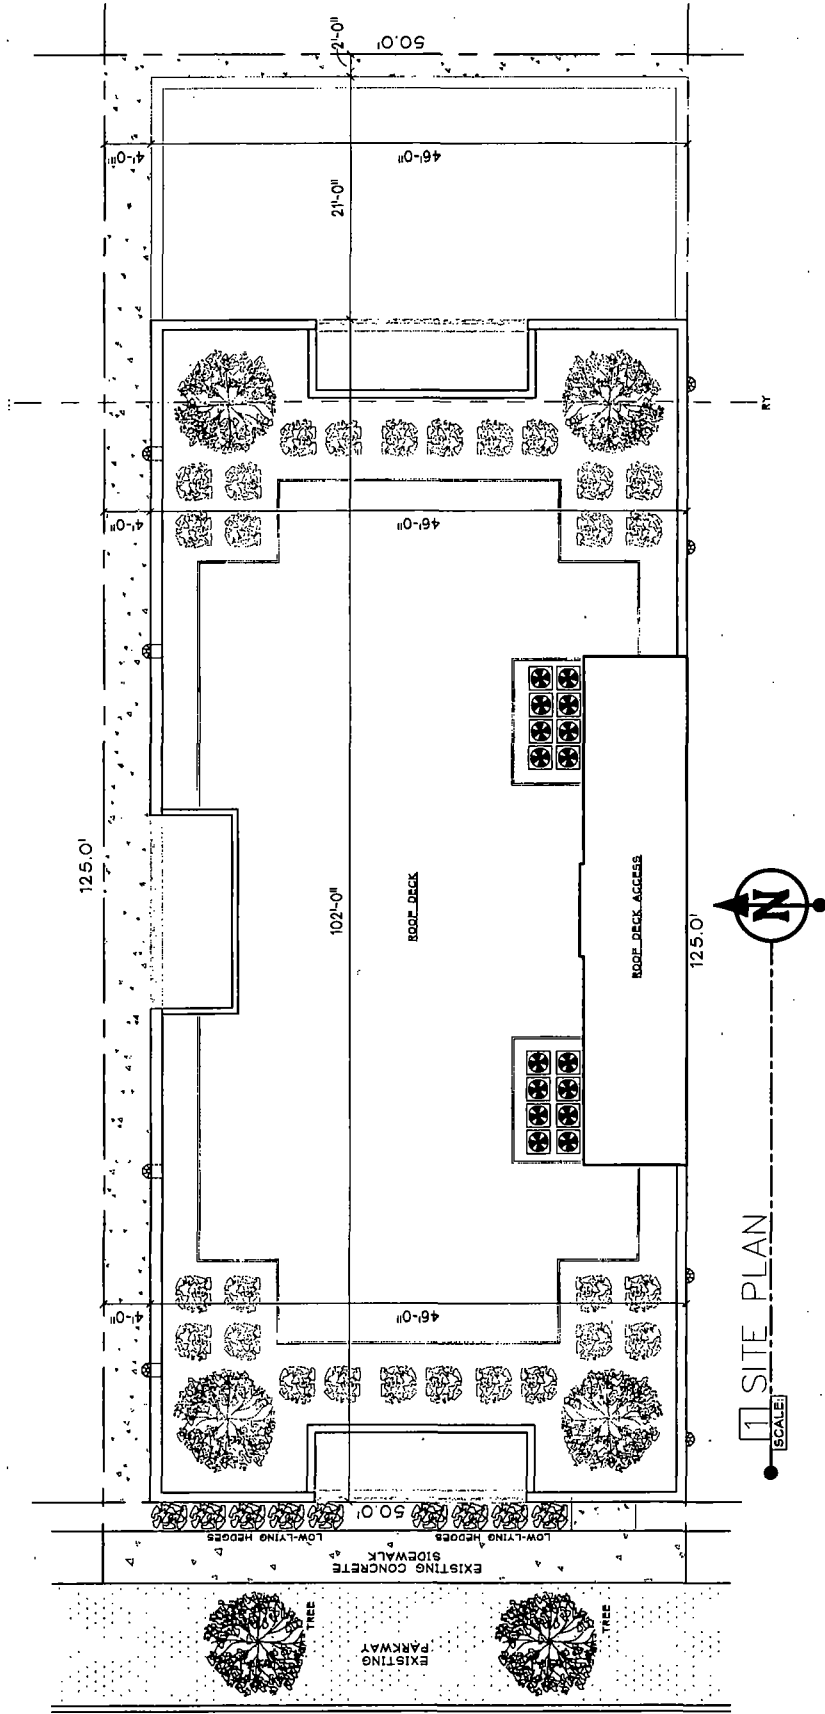 50.0'
2'-0"
4'-0"
46'-0"
21'-0"
RY
4'-0"
46'-0"
125.0'
102'-0"
ROOF DECK
ROOF DECK ACCESS
125.0'
N
4'-0"
46'-0"
1 SITE PLAN
SCALE:
50.0'
LOW-LYING HEDGES
LOW-LYING HEDGES
EXISTING CONCRETE
SIDEWALK
TREE
TREE
EXISTING
PARKWAY